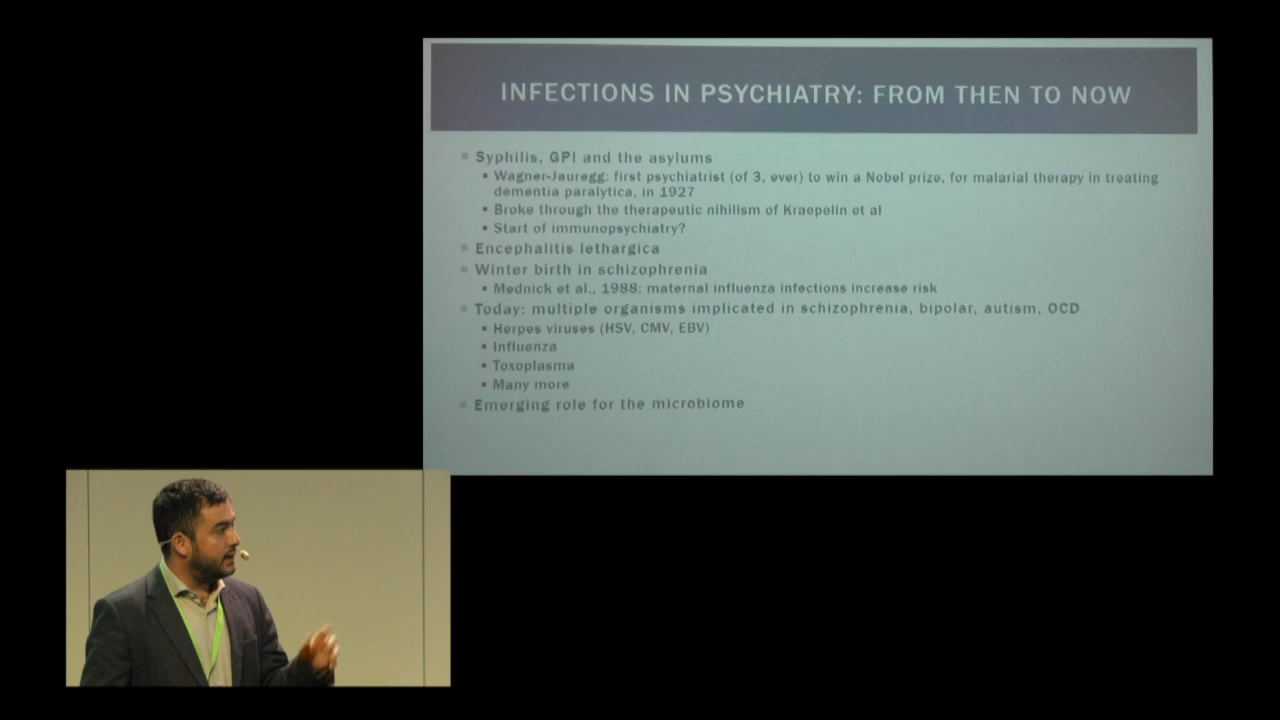 INFECTIONS IN PSYCHIATRY: FROM THEN TO NOW
Syphilis, GPI and the asylums
Wagner-Jauregg: first psychiatrist (of 3, ever) to win a Nobel prize, for malarial therapy in treating
dementia paralytica, in 1927
Broke through the therapeutic nihilism of Kraepelin et al
Start of immunopsychiatry?
Encephalitis lethargica
Winter birth in schizophrenia
Mednick et al., 1988: maternal influenza infections increase risk
Today: multiple organisms implicated in schizophrenia, bipolar, autism, OCD
Herpes viruses (HSV, CMV, EBV)
Influenza
Toxoplasma
Many more
Emerging role for the microbiome